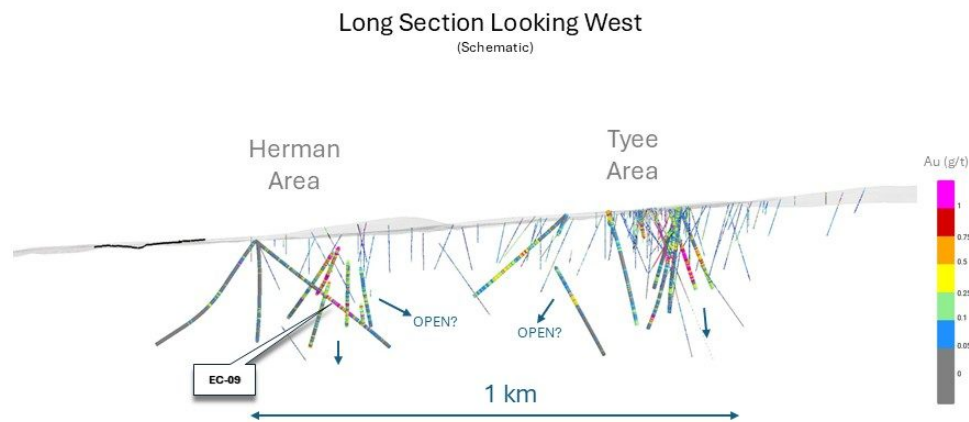 Long Section Looking West
(Schematic)
Herman
Area
Tyee
Area
Au (g/t)
1
0.75
0.5
0.25
0.1
0.05
0
OPEN?
OPEN?
EC-09
1 km